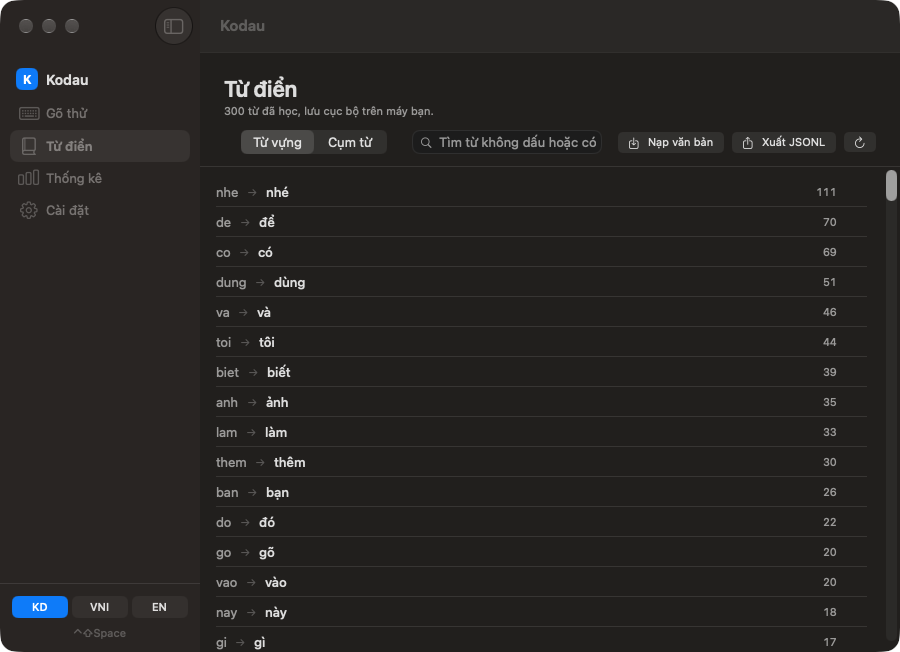 Kodau
K Kodau
Gõ thử
Từ điển
Thống kê
Cài đặt
KD VNI EN
^⇧Space
Từ điển
300 từ đã học, lưu cục bộ trên máy bạn.
Từ vựng Cụm từ Tìm từ không dấu hoặc có Nạp văn bản Xuất JSONL
nhe → nhé 111
de → để 70
co → có 69
dung → dùng 51
va → và 46
toi → tôi 44
biet → biết 39
anh → ảnh 35
lam → làm 33
them → thêm 30
ban → bạn 26
do → đó 22
go → gõ 20
vao → vào 20
nay → này 18
gi → gì 17